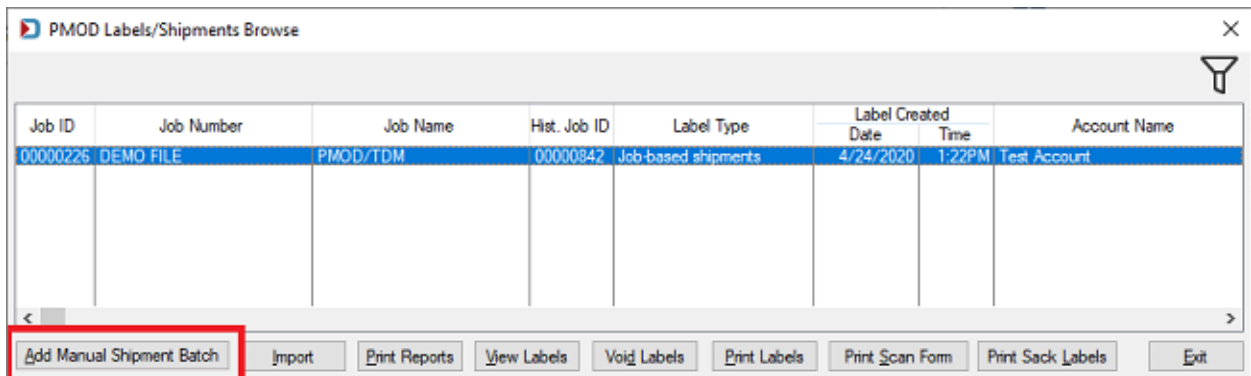 PMOD Labels/Shipments Browse
Job ID Job Number Job Name Hist. Job ID Label Type Label Created Date Time Account Name
00000226 DEMO FILE PMOD/TDM 00000842 Job-based shipments 4/24/2020 1:22PM Test Account
Add Manual Shipment Batch Import Print Reports View Labels Void Labels Print Labels Print Scan Form Print Sack Labels Exit